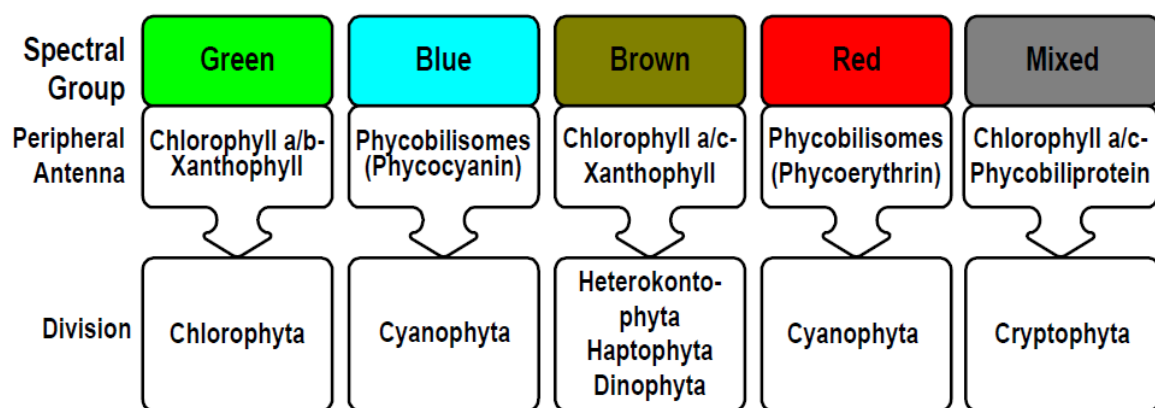 Spectral
Group
Green
Blue
Brown
Red
Mixed
Peripheral
Antenna
Chlorophyll a/b-
Xanthophyll
Phycobilisomes
(Phycocyanin)
Chlorophyll a/c-
Xanthophyll
Phycobilisomes
(Phycoerythrin)
Chlorophyll a/c-
Phycobiliprotein
Division
Chlorophyta
Cyanophyta
Heterokonto-
phyta
Haptophyta
Dinophyta
Cyanophyta
Cryptophyta